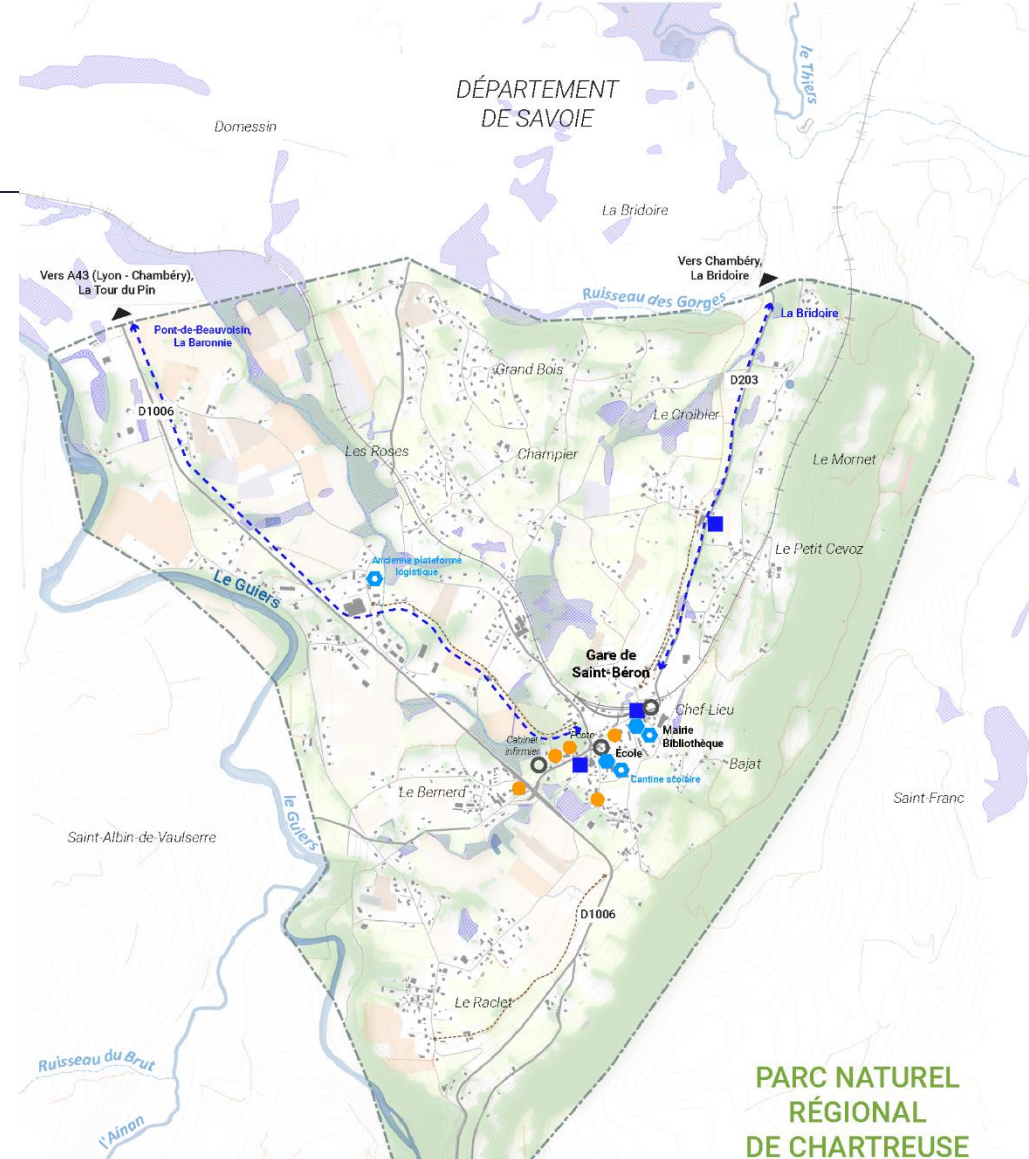 DÉPARTEMENT
DE SAVOIE
le Thiers
Domessin
La Bridoire
Vers A43 (Lyon - Chambéry),
La Tour du Pin
Vers Chambéry,
La Bridoire
Ruisseau des Gorges
La Bridoire
Pont-de-Beauvoisin,
La Baronnie
Grand Bois
D203
D1006
Le Croibier
Les Roses
Champier
Le Mornet
Le Petit Cevoz
Ancienne plateforme
logistique
Le Guiers
Gare de
Saint-Béron
Chef-Lieu
Mairie
Bibliothèque
Poste
Cabinet
infirmier
École
Bajat
Cantine scolaire
Le Bernerd
Saint-Franc
le Guiers
Saint-Albin-de-Vaulserre
D1006
Le Raclet
Ruisseau du Brut
l'Ainan
PARC NATUREL
RÉGIONAL
DE CHARTREUSE